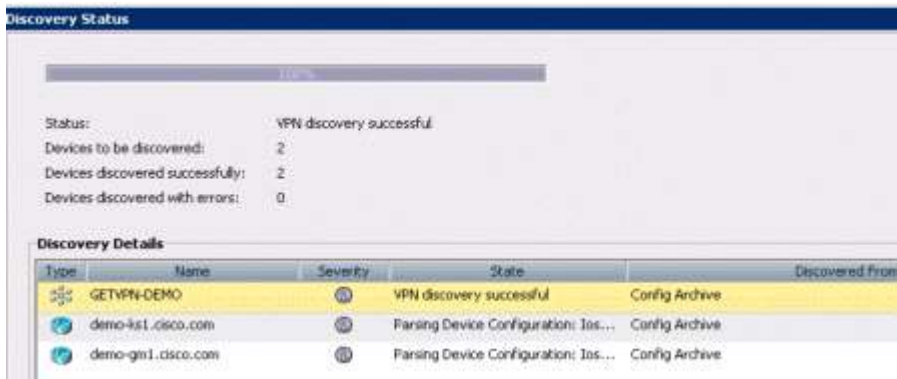 Discovery Status
100%
Status: VPN discovery successful
Devices to be discovered: 2
Devices discovered successfully: 2
Devices discovered with errors: 0
Discovery Details
Type Name Severity State Discovered From
GETVPN-DEMO VPN discovery successful Config Archive
demo-ks1.cisco.com Parsing Device Configuration: Ios... Config Archive
demo-gm1.cisco.com Parsing Device Configuration: Ios... Config Archive